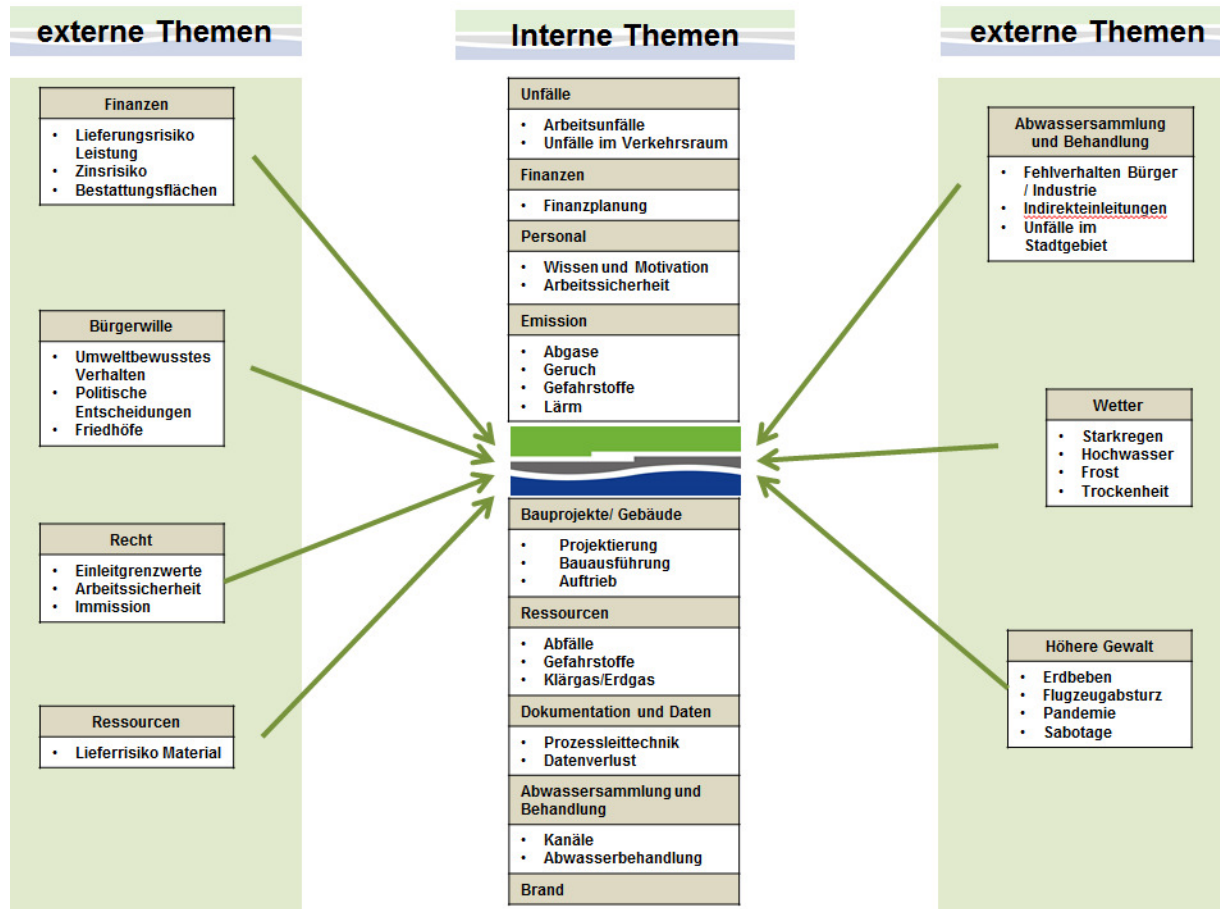 externe Themen
Finanzen
• Lieferungsrisiko
Leistung
• Zinsrisiko
• Bestattungsflächen
Bürgerwille
• Umweltbewusstes
Verhalten
• Politische
Entscheidungen
• Friedhöfe
Recht
• Einleitgrenzwerte
• Arbeitssicherheit
• Immission
Ressourcen
• Lieferrisiko Material
Interne Themen
Unfälle
• Arbeitsunfälle
• Unfälle im Verkehrsraum
Finanzen
• Finanzplanung
Personal
• Wissen und Motivation
• Arbeitssicherheit
Emission
• Abgase
• Geruch
• Gefahrstoffe
• Lärm
Bauprojekte/ Gebäude
• Projektierung
• Bauausführung
• Auftrieb
Ressourcen
• Abfälle
• Gefahrstoffe
• Klärgas/Erdgas
Dokumentation und Daten
• Prozessleittechnik
• Datenverlust
Abwassersammlung und
Behandlung
• Kanäle
• Abwasserbehandlung
Brand
externe Themen
Abwassersammlung
und Behandlung
• Fehlverhalten Bürger
/ Industrie
• Indirekteinleitungen
• Unfälle im
Stadtgebiet
Wetter
• Starkregen
• Hochwasser
• Frost
• Trockenheit
Höhere Gewalt
• Erdbeben
• Flugzeugabsturz
• Pandemie
• Sabotage